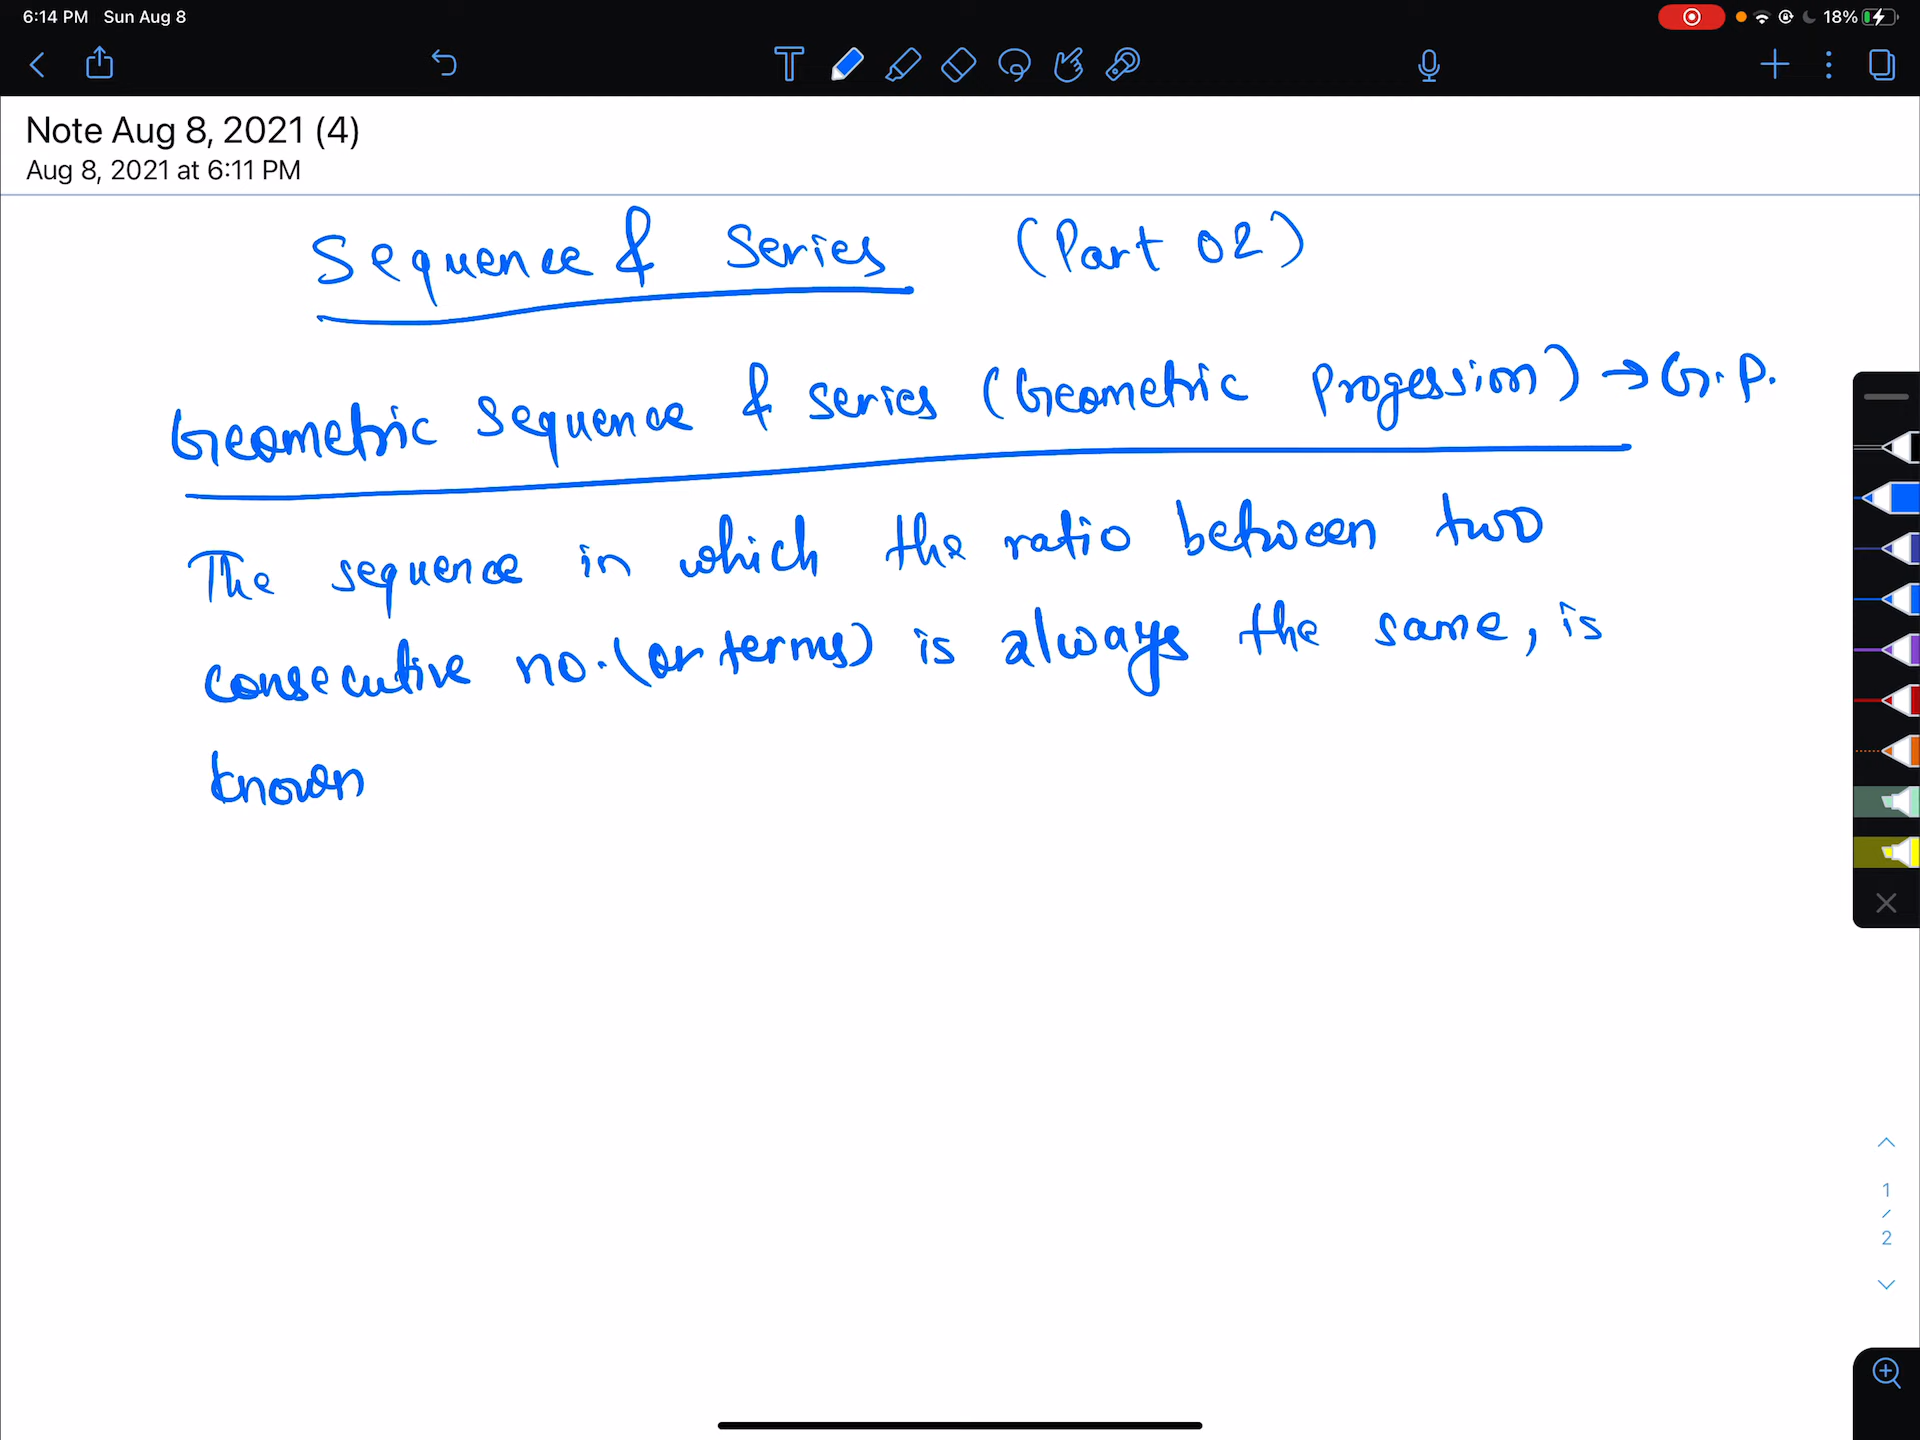 6:14 PM Sun Aug 8
18%
Note Aug 8, 2021 (4)
Aug 8, 2021 at 6:11 PM
Sequence & Series (Part 02)
Geometric Sequence & series (Geometric Progession) → G.P.
The sequence in which the ratio between two
consecutive no. (or terms) is always the same, is
known
1
/
2